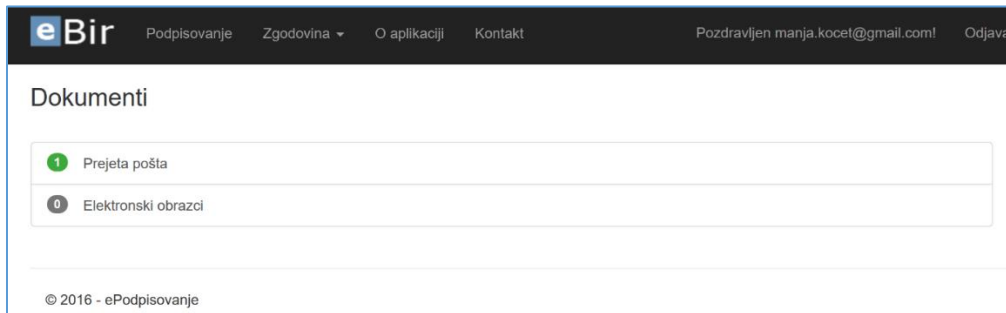 eBir Podpisovanje Zgodovina O aplikaciji Kontakt Pozdravljen manja.kocet@gmail.com! Odjava
Dokumenti
1 Prejeta pošta
0 Elektronski obrazci
© 2016 - ePodpisovanje